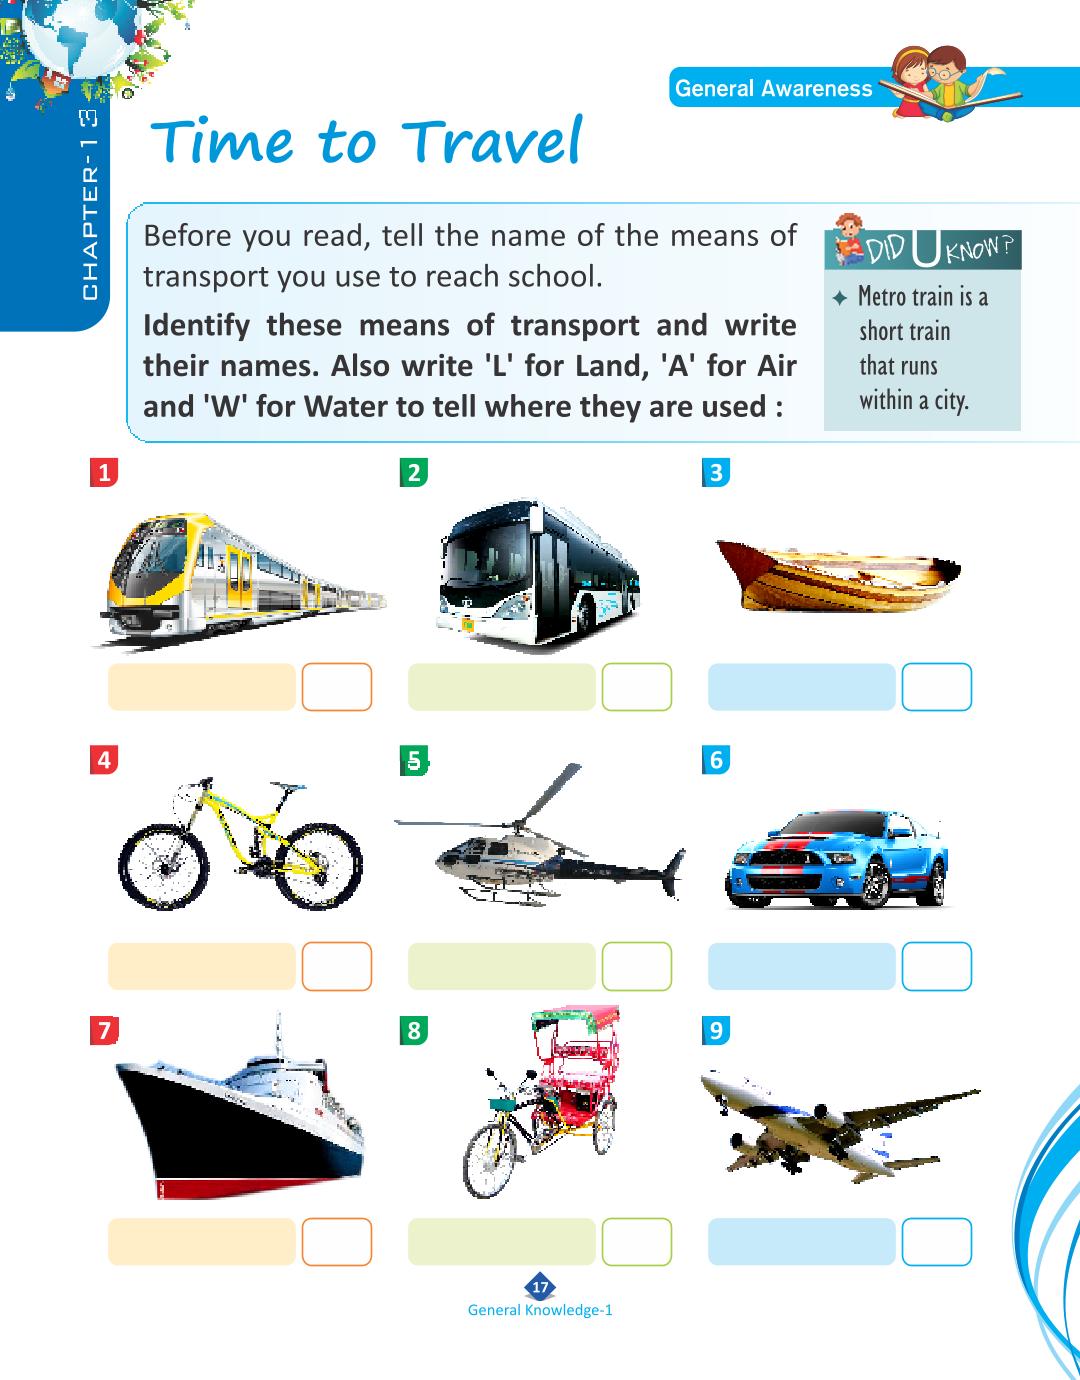 General Awareness
CHAPTER-13
Time to Travel
Before you read, tell the name of the means of
transport you use to reach school.
Identify these means of transport and write
their names. Also write 'L' for Land, 'A' for Air
and 'W' for Water to tell where they are used :
DID U KNOW?
✦ Metro train is a
short train
that runs
within a city.
1
2
3
4
5
6
7
8
9
17
General Knowledge-1